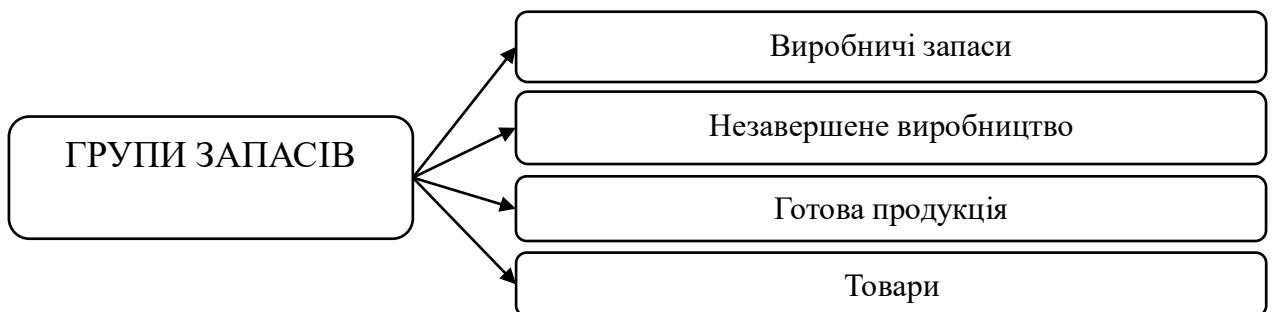 ГРУПИ ЗАПАСІВ
Виробничі запаси
Незавершене виробництво
Готова продукція
Товари